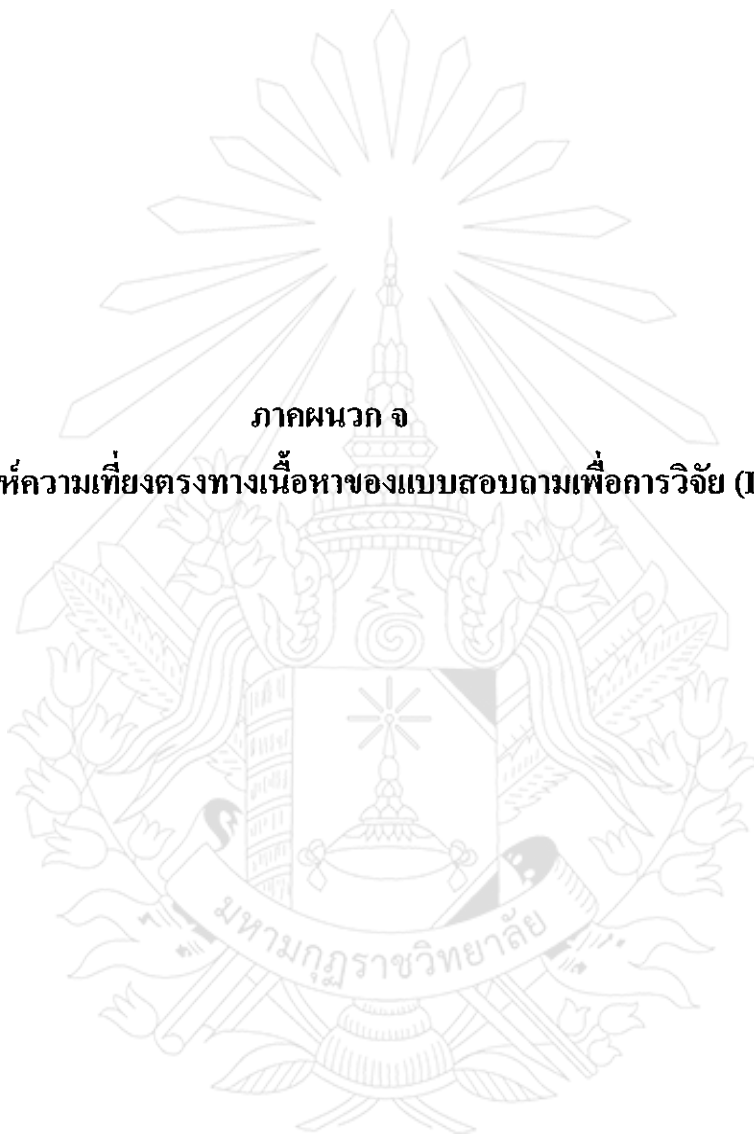 ภาคผนวก จ
ห์ความเที่ยงตรงทางเนื้อหาของแบบสอบถามเพื่อการวิจัย (I
มหามกุฏราชวิทยาลัย